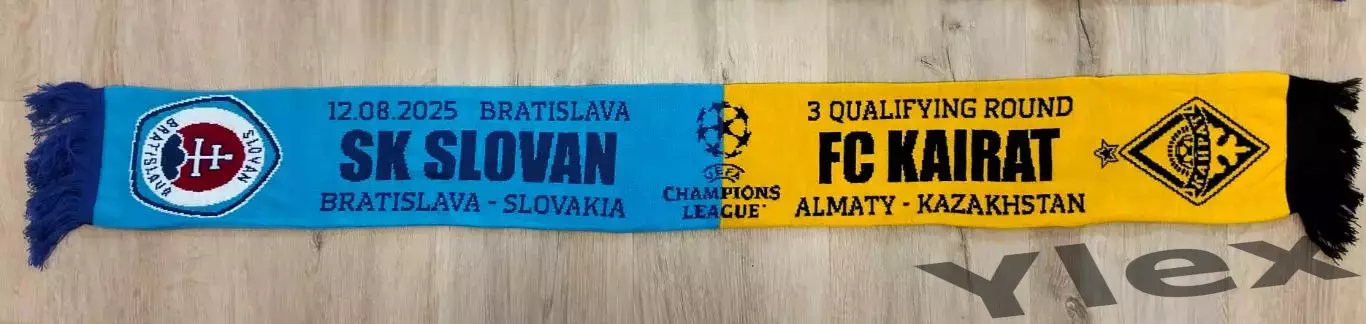 BRATISLAVA
SLOVAN
12.08.2025 BRATISLAVA
SK SLOVAN
BRATISLAVA - SLOVAKIA
UEFA
CHAMPIONS
LEAGUE
3 QUALIFYING ROUND
FC KAIRAT
ALMATY - KAZAKHSTAN
КАЙРАТ
Ylex